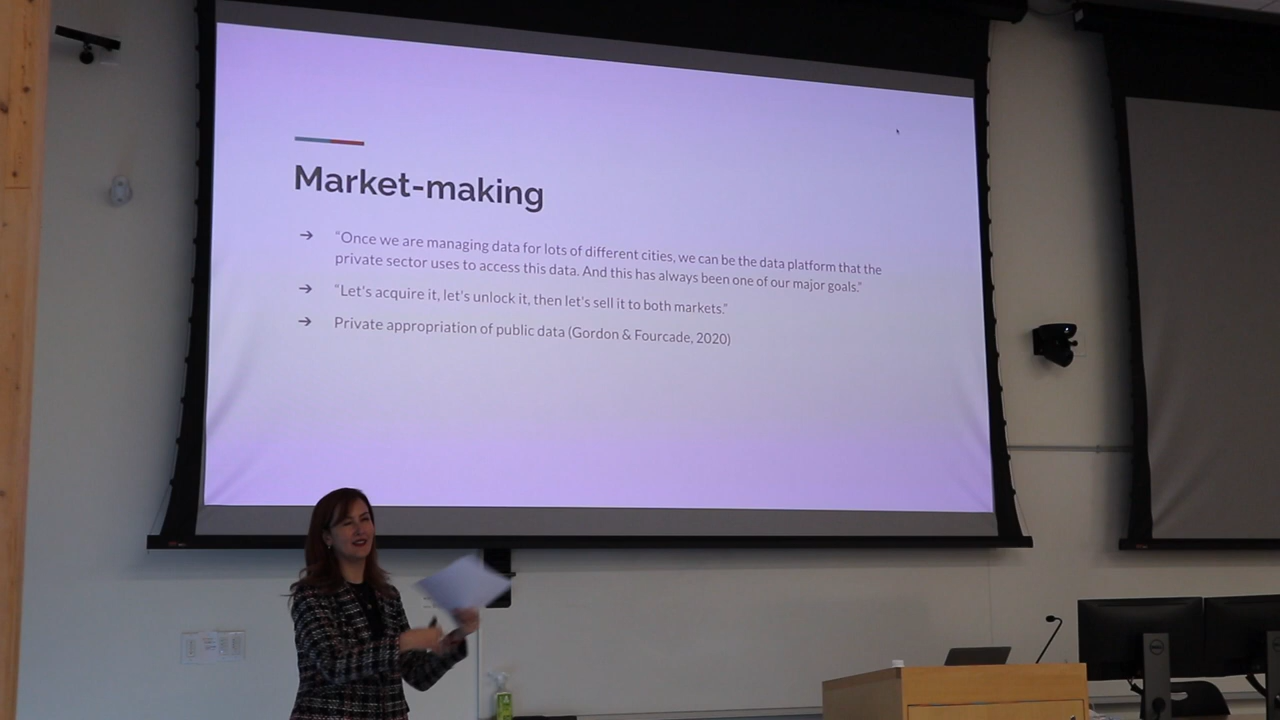 Market-making
➔ “Once we are managing data for lots of different cities, we can be the data platform that the
private sector uses to access this data. And this has always been one of our major goals.”
➔ “Let's acquire it, let's unlock it, then let's sell it to both markets.”
➔ Private appropriation of public data (Gordon & Fourcade, 2020)
DELL